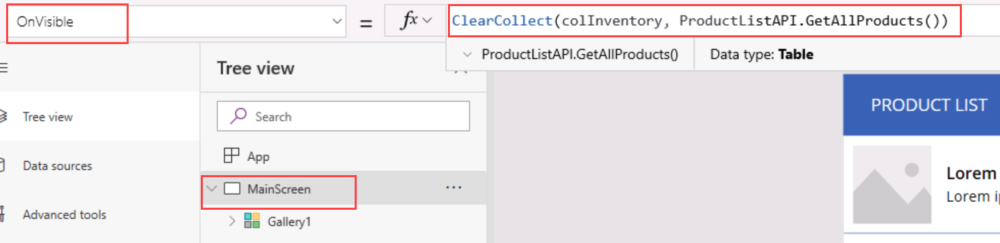 OnVisible
=
fx
ClearCollect(colInventory, ProductListAPI.GetAllProducts())
ProductListAPI.GetAllProducts()
Data type: Table
Tree view
Search
App
MainScreen
...
Gallery1
Tree view
Data sources
Advanced tools
PRODUCT LIST
Lorem
Lorem ip